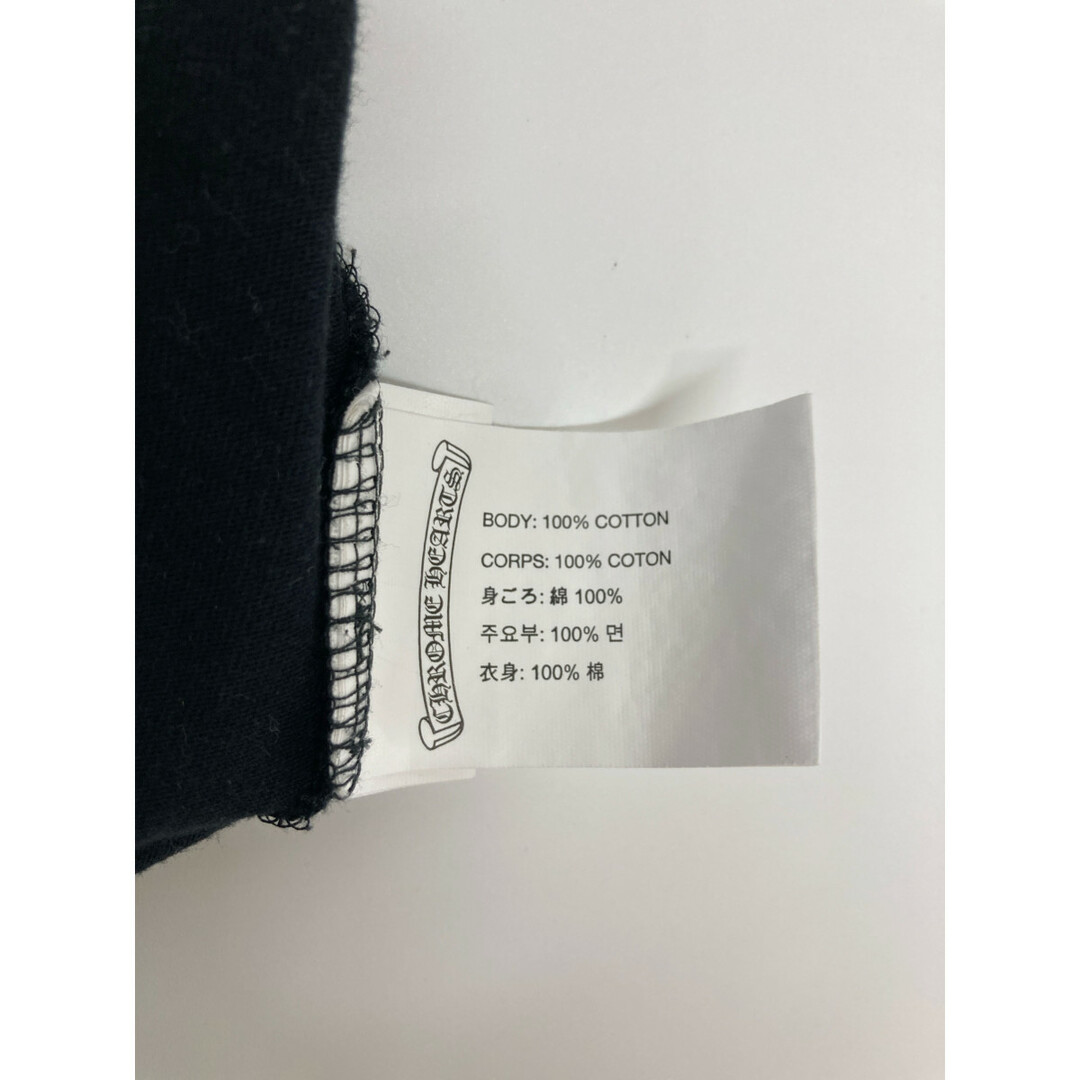 CHROME HEARTS
BODY: 100% COTTON
CORPS: 100% COTON
身ごろ: 綿 100%
주요부: 100% 면
衣身: 100% 棉